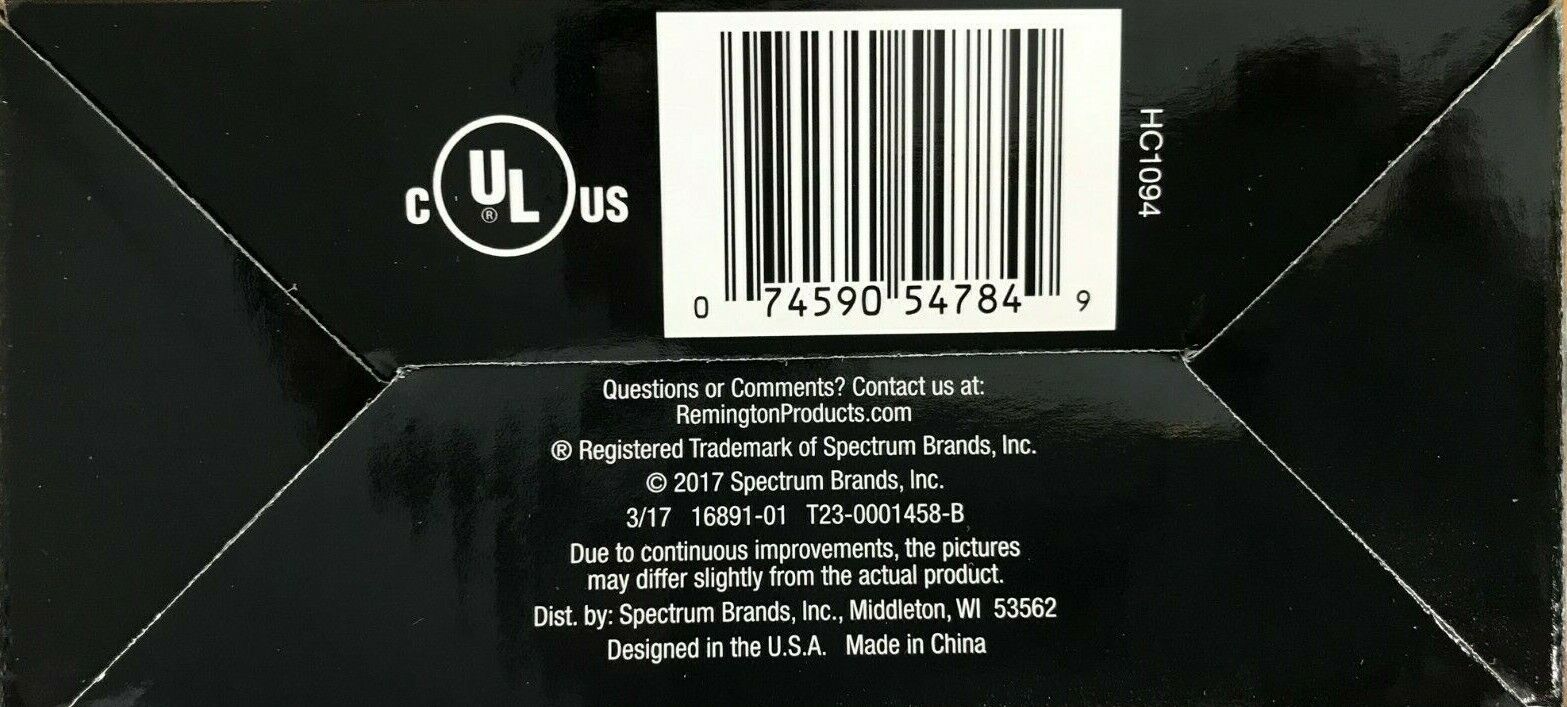 C UL® US
0 74590 54784 9
HC1094
Questions or Comments? Contact us at:
RemingtonProducts.com
® Registered Trademark of Spectrum Brands, Inc.
© 2017 Spectrum Brands, Inc.
3/17 16891-01 T23-0001458-B
Due to continuous improvements, the pictures
may differ slightly from the actual product.
Dist. by: Spectrum Brands, Inc., Middleton, WI 53562
Designed in the U.S.A. Made in China